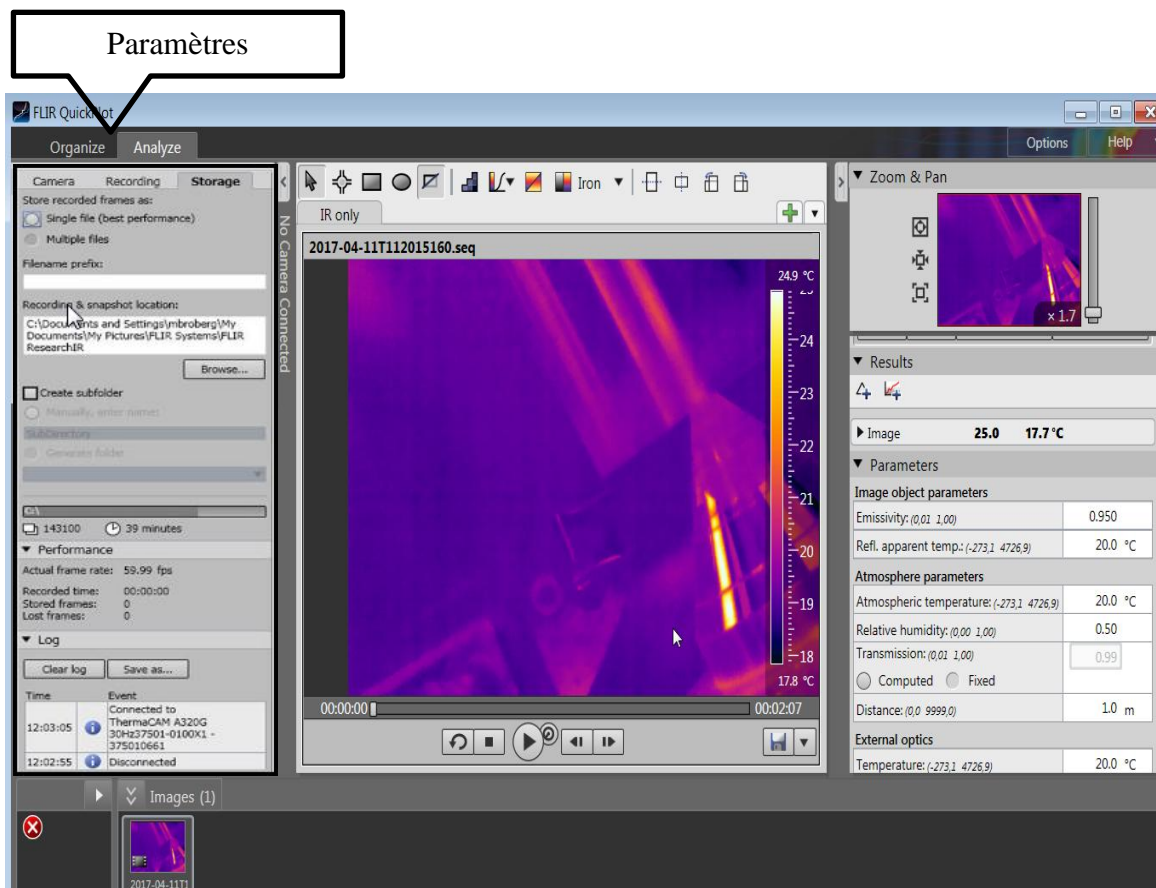 Paramètres
FLIR QuickPlot
Organize
Analyze
Options
Help
Camera
Recording
Storage
Store recorded frames as:
Single file (best performance)
Multiple files
Filename prefix:
Recording & snapshot location:
C:\Documents and Settings\mbroberg\My
Documents\My Pictures\FLIR Systems\FLIR
ResearchIR
Browse...
Create subfolder
Manually, enter name:
SubDirectory
Generate folder
C:\
143100
39 minutes
Performance
Actual frame rate: 59.99 fps
Recorded time: 00:00:00
Stored frames: 0
Lost frames: 0
Log
Clear log
Save as...
Time
Event
12:03:05
Connected to
ThermaCAM A320G
30Hz37501-0100X1 -
375010661
12:02:55
Disconnected
No Camera Connected
Iron
IR only
2017-04-11T112015160.seq
24.9 °C
24
23
22
21
20
19
18
17.8 °C
00:00:00
00:02:07
Zoom & Pan
× 1.7
Results
Image 25.0 17.7 °C
Parameters
Image object parameters
Emissivity: (0,01 1,00) 0.950
Refl. apparent temp.: (-273,1 4726,9) 20.0 °C
Atmosphere parameters
Atmospheric temperature: (-273,1 4726,9) 20.0 °C
Relative humidity: (0,00 1,00) 0.50
Transmission: (0,01 1,00) 0.99
Computed
Fixed
Distance: (0,0 9999,0) 1.0 m
External optics
Temperature: (-273,1 4726,9) 20.0 °C
Images (1)
2017-04-11T1